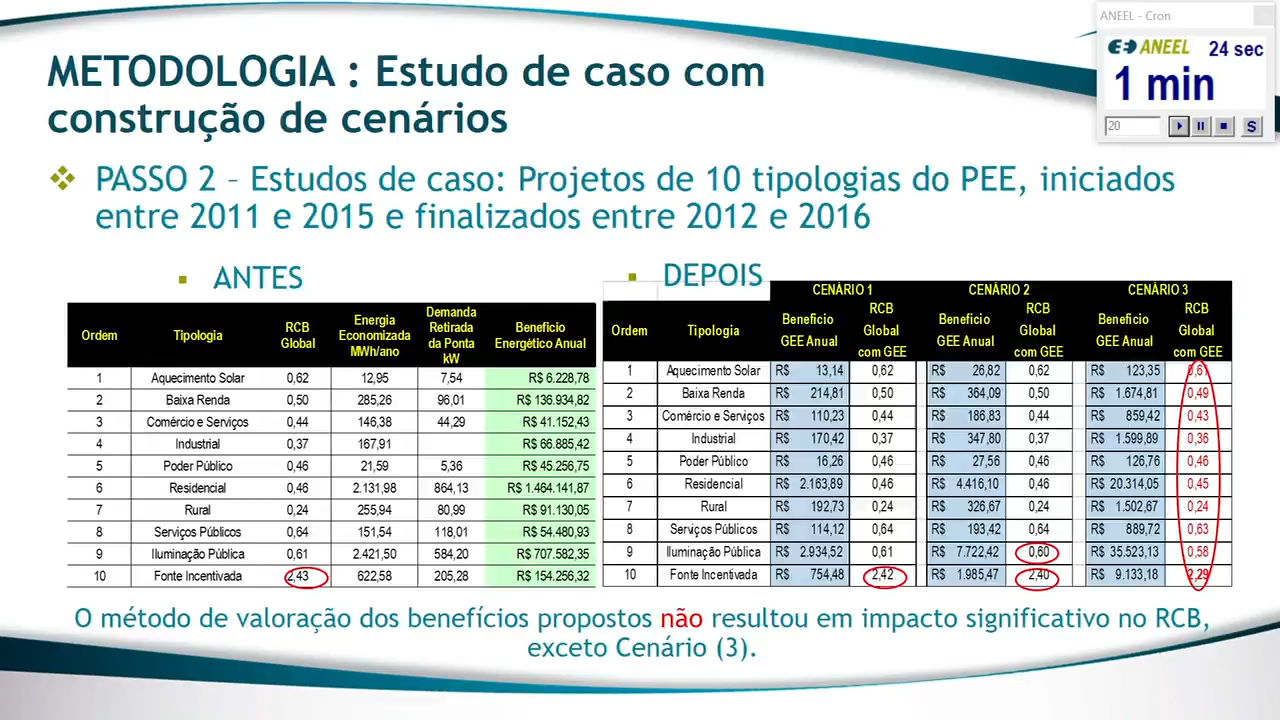 ANEEL - Cron
ANEEL 24 sec
1 min
20
S
METODOLOGIA : Estudo de caso com
construção de cenários
PASSO 2 – Estudos de caso: Projetos de 10 tipologias do PEE, iniciados
entre 2011 e 2015 e finalizados entre 2012 e 2016
ANTES
Ordem Tipologia RCB Global Energia Economizada MWh/ano Demanda Retirada da Ponta kW Benefício Energético Anual
1 Aquecimento Solar 0,62 12,95 7,54 R$ 6.228,78
2 Baixa Renda 0,50 285,26 96,01 R$ 136.934,82
3 Comércio e Serviços 0,44 146,38 44,29 R$ 41.152,43
4 Industrial 0,37 167,91 R$ 66.885,42
5 Poder Público 0,46 21,59 5,36 R$ 45.256,75
6 Residencial 0,46 2.131,98 864,13 R$ 1.464.141,87
7 Rural 0,24 255,94 80,99 R$ 91.130,05
8 Serviços Públicos 0,64 151,54 118,01 R$ 54.480,93
9 Iluminação Pública 0,61 2.421,50 584,20 R$ 707.582,35
10 Fonte Incentivada 2,43 622,58 205,28 R$ 154.256,32
DEPOIS
CENÁRIO 1 CENÁRIO 2 CENÁRIO 3
Ordem Tipologia Benefício GEE Anual RCB Global com GEE Benefício GEE Anual RCB Global com GEE Benefício GEE Anual RCB Global com GEE
1 Aquecimento Solar R$ 13,14 0,62 R$ 26,82 0,62 R$ 123,35 0,61
2 Baixa Renda R$ 214,81 0,50 R$ 364,09 0,50 R$ 1.674,81 0,49
3 Comércio e Serviços R$ 110,23 0,44 R$ 186,83 0,44 R$ 859,42 0,43
4 Industrial R$ 170,42 0,37 R$ 347,80 0,37 R$ 1.599,89 0,36
5 Poder Público R$ 16,26 0,46 R$ 27,56 0,46 R$ 126,76 0,46
6 Residencial R$ 2.163,89 0,46 R$ 4.416,10 0,46 R$ 20.314,05 0,45
7 Rural R$ 192,73 0,24 R$ 326,67 0,24 R$ 1.502,67 0,24
8 Serviços Públicos R$ 114,12 0,64 R$ 193,42 0,64 R$ 889,72 0,63
9 Iluminação Pública R$ 2.934,52 0,61 R$ 7.722,42 0,60 R$ 35.523,13 0,58
10 Fonte Incentivada R$ 754,48 2,42 R$ 1.985,47 2,40 R$ 9.133,18 2,29
O método de valoração dos benefícios propostos não resultou em impacto significativo no RCB,
exceto Cenário (3).